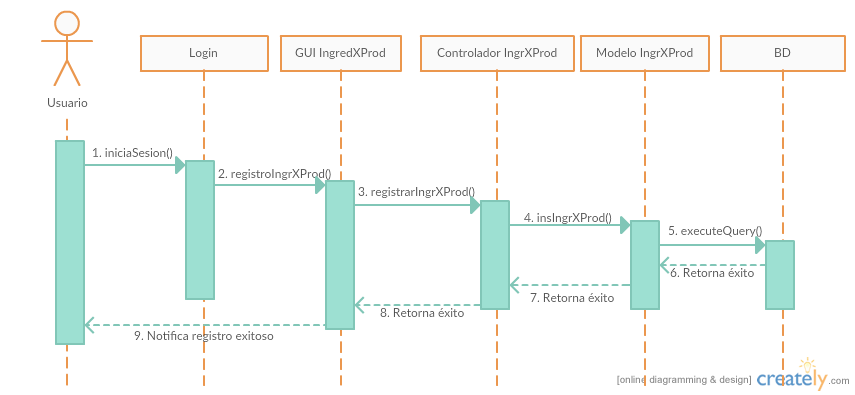 Usuario
Login
GUI IngredXProd
Controlador IngrXProd
Modelo IngrXProd
BD
1. iniciaSesion()
2. registroIngrXProd()
3. registrarIngrXProd()
4. insIngrXProd()
5. executeQuery()
6. Retorna éxito
7. Retorna éxito
8. Retorna éxito
9. Notifica registro exitoso
[online diagramming & design] creately.com